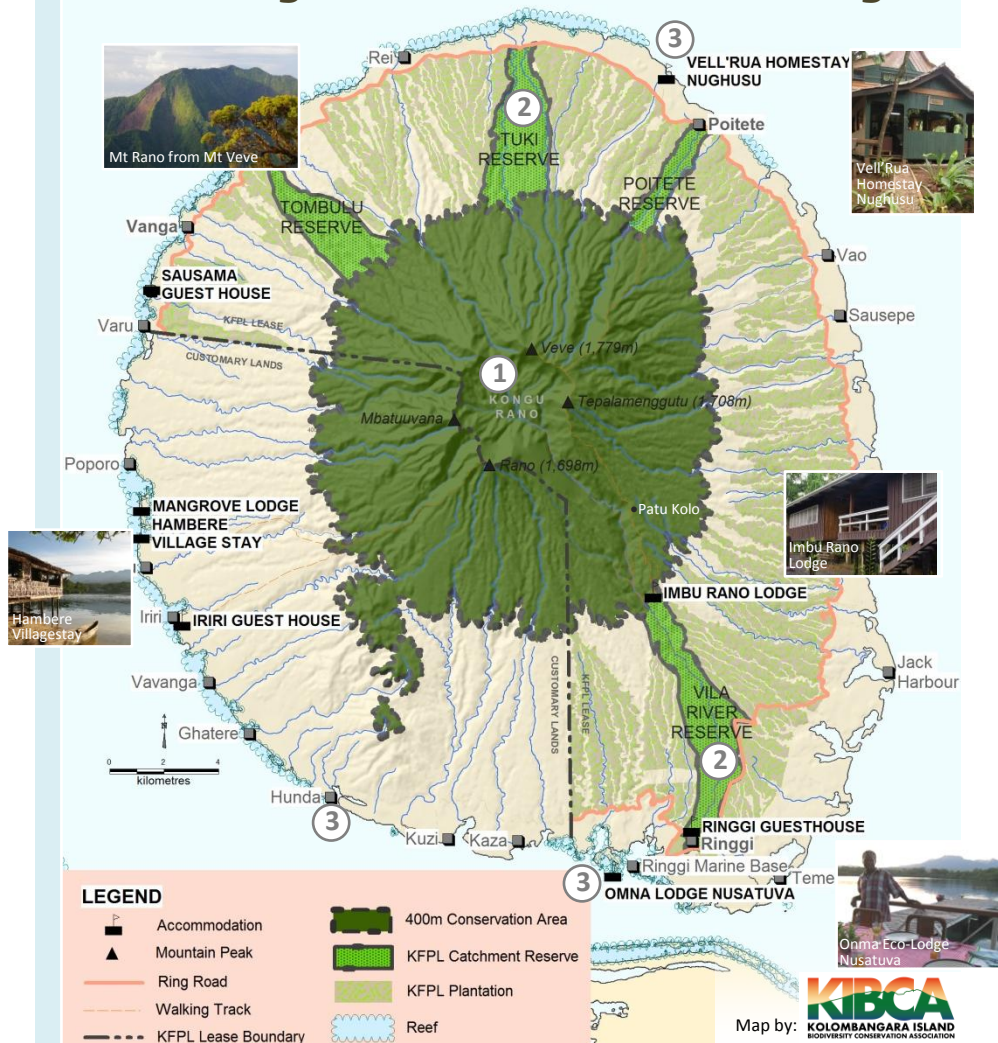 3
Rei
VELL'RUA HOMESTAY
NUGHUSU
2
Mt Rano from Mt Veve
TUKI
RESERVE
Poitete
Vell'Rua
Homestay
Nughusu
POITETE
RESERVE
TOMBULU
RESERVE
Vanga
Vao
SAUSAMA
GUEST HOUSE
Sausepe
KFPL LEASE
Varu
CUSTOMARY LANDS
Veve (1,779m)
1
KONGU
RANO
Tepalamenggutu (1,708m)
Mbatuuvana
Rano (1,698m)
Poporo
MANGROVE LODGE
HAMBERE
VILLAGE STAY
Patu Kolo
Imbu Rano
Lodge
IMBU RANO LODGE
Hambere
Villagestay
Iriri
IRIRI GUEST HOUSE
Jack
Harbour
Vavanga
CUSTOMARY LANDS
KFPL LEASE
VILA
RIVER
RESERVE
2
Ghatere
N
0 2 4
kilometres
Hunda
3
Kuzi
Kaza
RINGGI GUESTHOUSE
Ringgi
Ringgi Marine Base
Teme
3
OMNA LODGE NUSATUVA
Onma Eco-Lodge
Nusatuva
LEGEND
Accommodation
Mountain Peak
Ring Road
Walking Track
KFPL Lease Boundary
400m Conservation Area
KFPL Catchment Reserve
KFPL Plantation
Reef
Map by:
KIBCA
KOLOMBANGARA ISLAND
BIODIVERSITY CONSERVATION ASSOCIATION